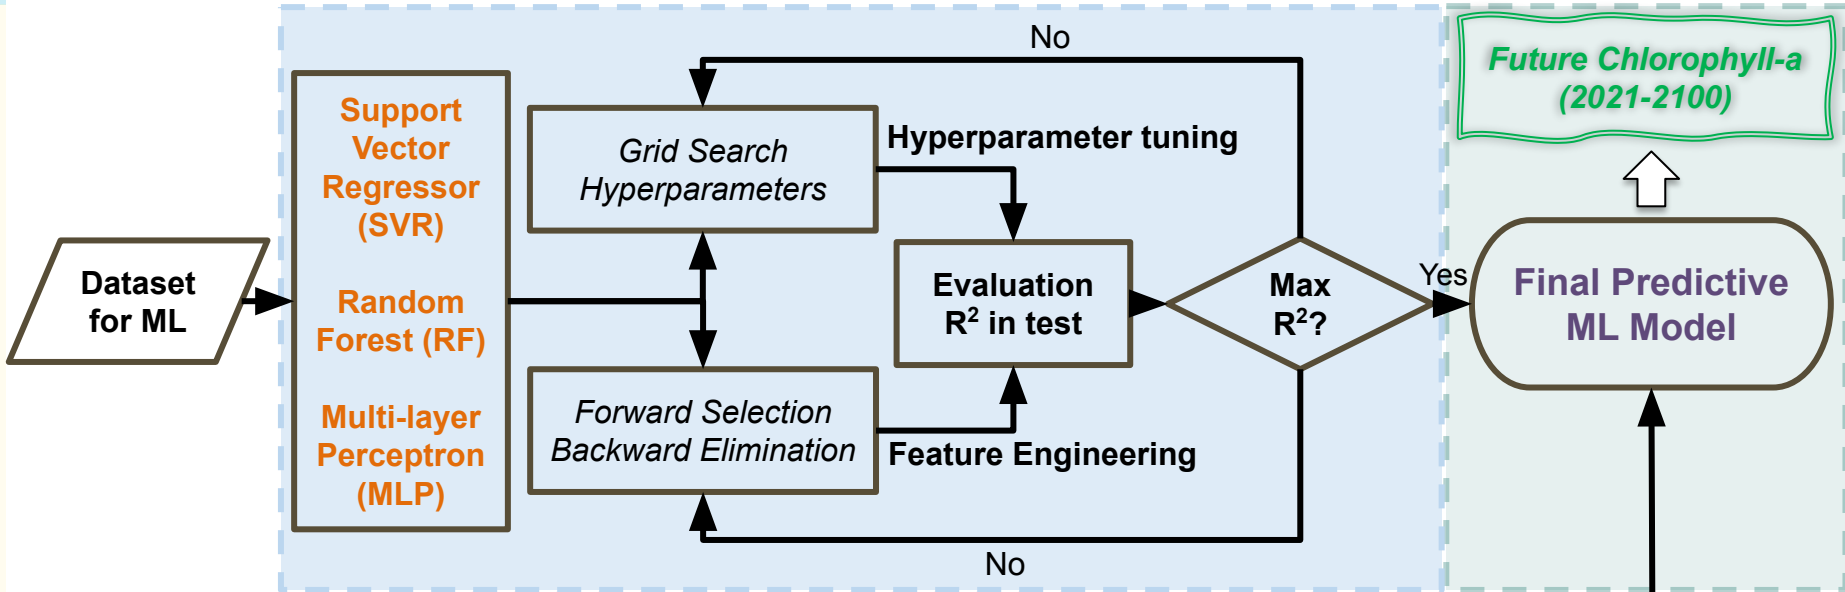 Dataset
for ML
Support
Vector
Regressor
(SVR)
Random
Forest (RF)
Multi-layer
Perceptron
(MLP)
No
Grid Search
Hyperparameters
Hyperparameter tuning
Forward Selection
Backward Elimination
Feature Engineering
No
Evaluation
R² in test
Max
R²?
Yes
Final Predictive
ML Model
Future Chlorophyll-a
(2021-2100)